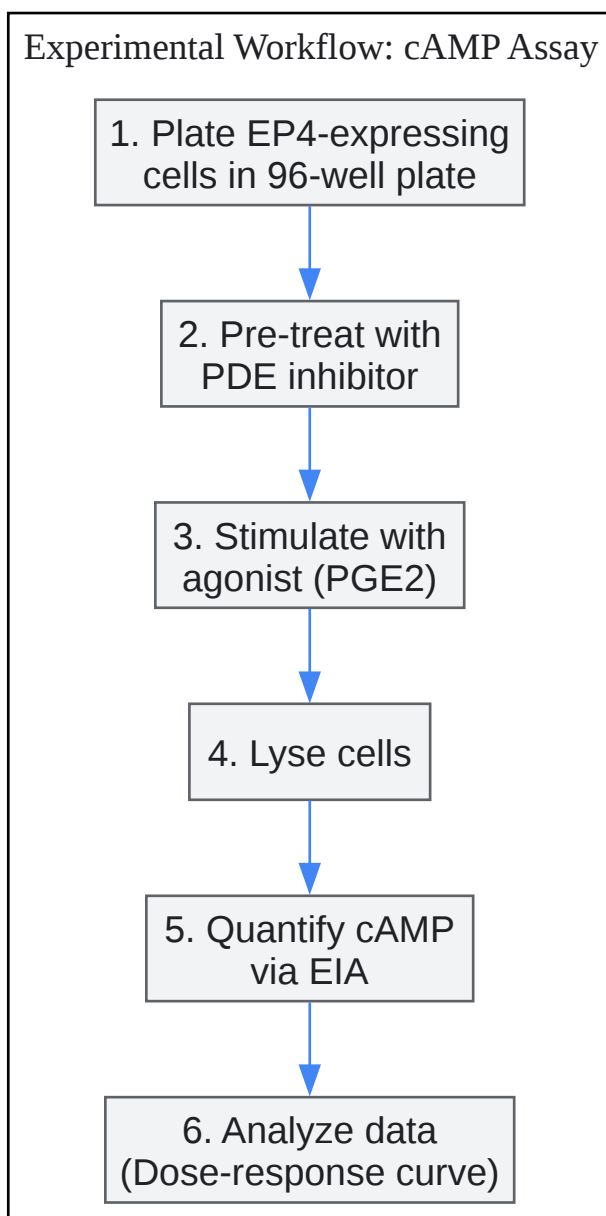 Experimental Workflow: cAMP Assay
1. Plate EP4-expressing
cells in 96-well plate
2. Pre-treat with
PDE inhibitor
3. Stimulate with
agonist (PGE2)
4. Lyse cells
5. Quantify cAMP
via EIA
6. Analyze data
(Dose-response curve)